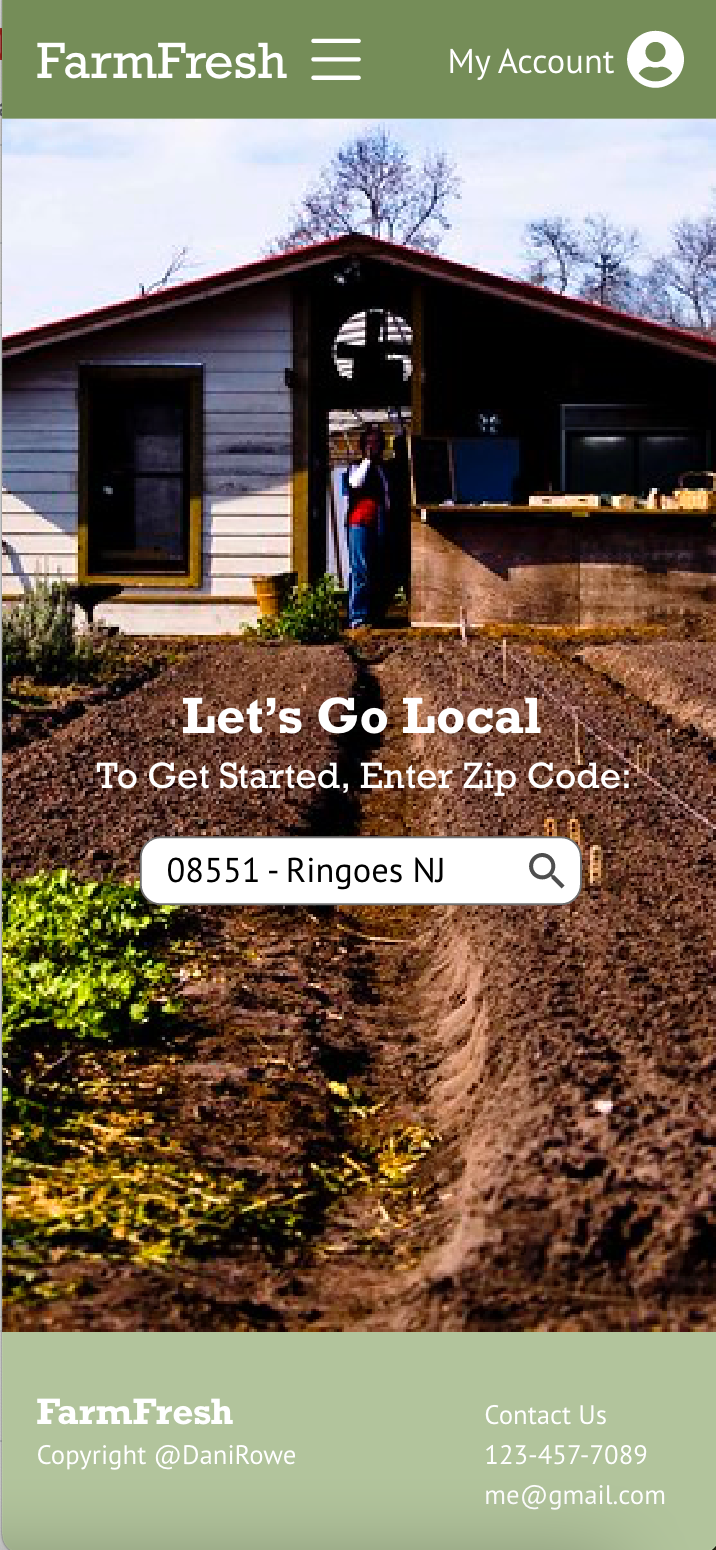 FarmFresh
My Account
Let’s Go Local
To Get Started, Enter Zip Code:
08551 - Ringoes NJ
FarmFresh
Copyright @DaniRowe
Contact Us
123-457-7089
me@gmail.com